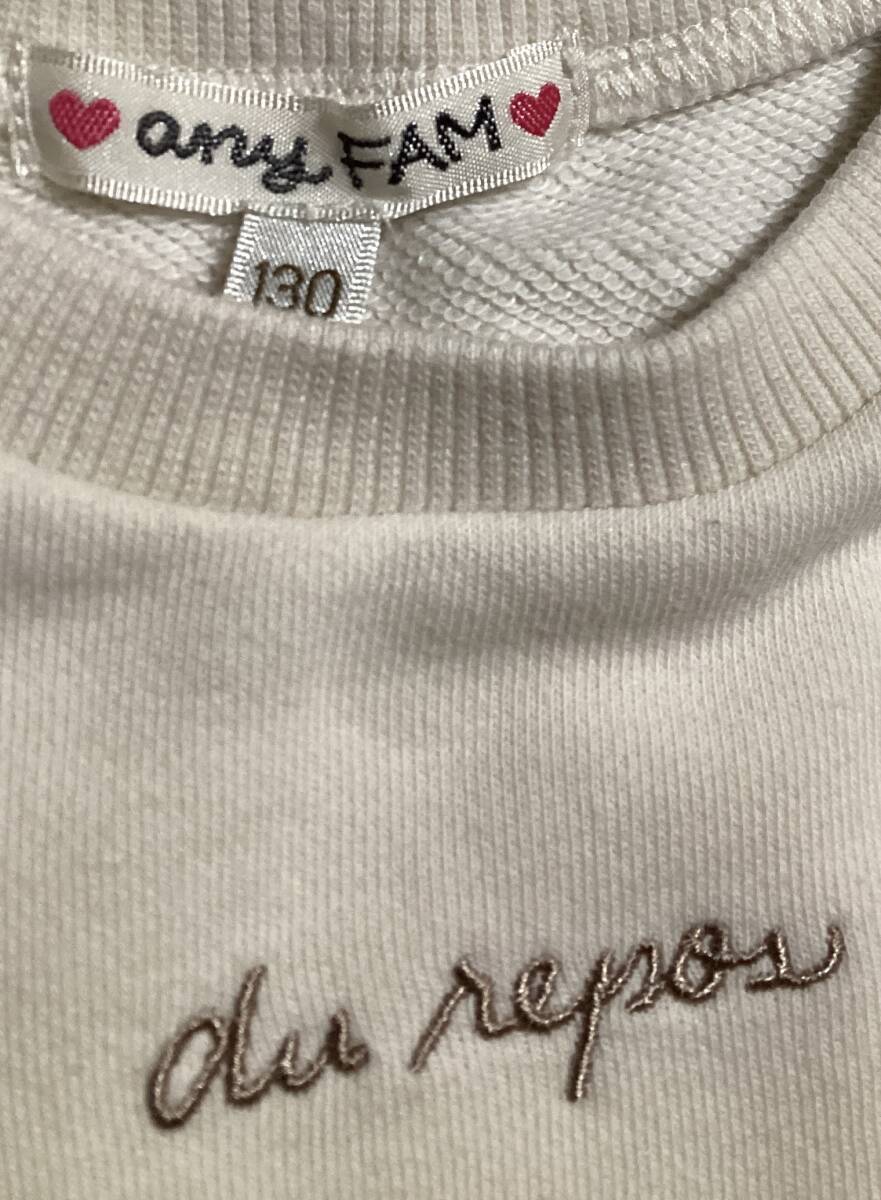 any FAM
130
du repos